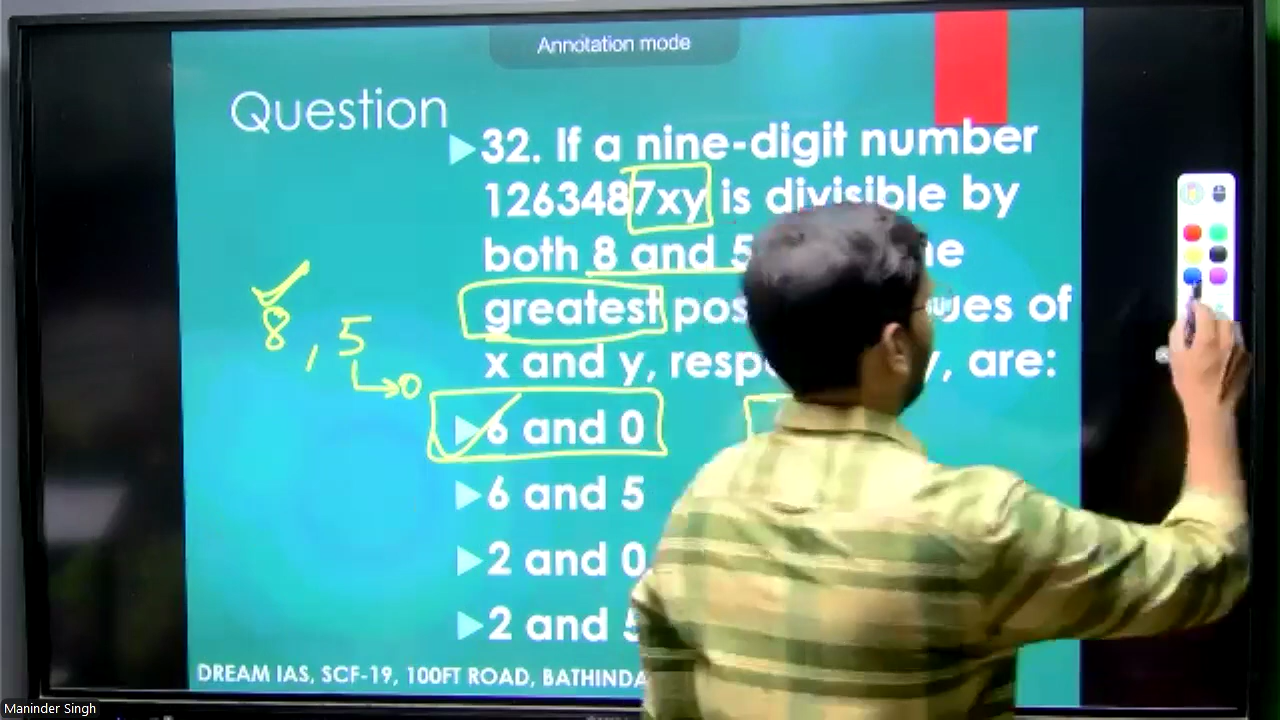 Annotation mode
Question
32. If a nine-digit number
1263487xy is divisible by
both 8 and 5
greatest of
x and y, are:
8, 5
0
6 and 0
6 and 5
2 and 0
2 and 5
DREAM IAS, SCF-19, 100FT ROAD, BATHINDA
Maninder Singh